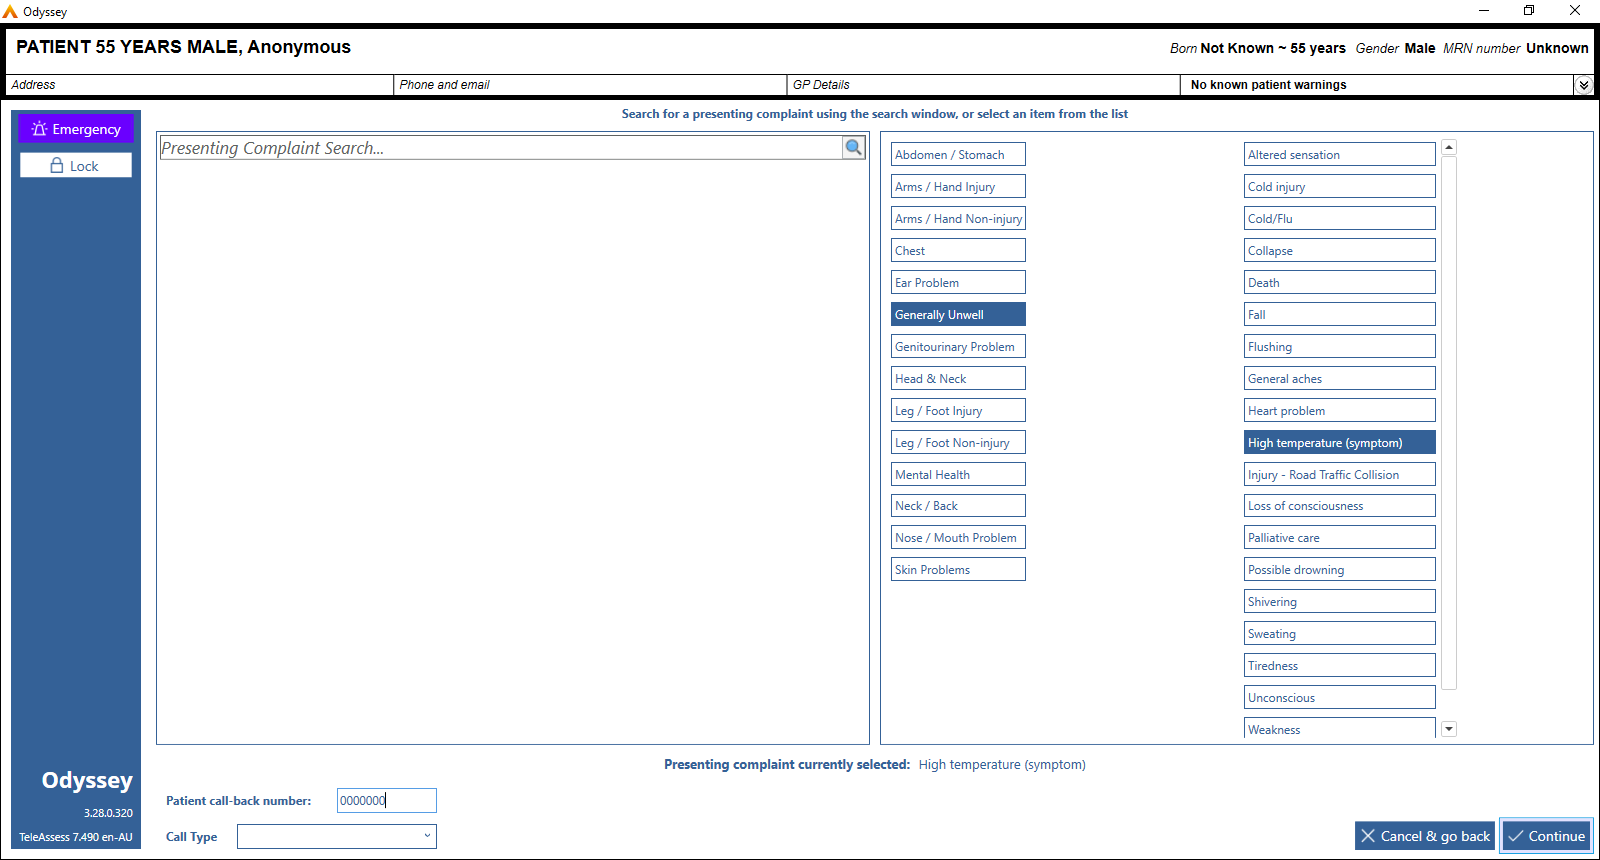 Odyssey
PATIENT 55 YEARS MALE, Anonymous
Born Not Known ~ 55 years Gender Male MRN number Unknown
Address
Phone and email
GP Details
No known patient warnings
Emergency
Lock
Search for a presenting complaint using the search window, or select an item from the list
Presenting Complaint Search...
Abdomen / Stomach
Arms / Hand Injury
Arms / Hand Non-injury
Chest
Ear Problem
Generally Unwell
Genitourinary Problem
Head & Neck
Leg / Foot Injury
Leg / Foot Non-injury
Mental Health
Neck / Back
Nose / Mouth Problem
Skin Problems
Altered sensation
Cold injury
Cold/Flu
Collapse
Death
Fall
Flushing
General aches
Heart problem
High temperature (symptom)
Injury - Road Traffic Collision
Loss of consciousness
Palliative care
Possible drowning
Shivering
Sweating
Tiredness
Unconscious
Weakness
Presenting complaint currently selected: High temperature (symptom)
Odyssey
3.28.0.320
TeleAssess 7.490 en-AU
Patient call-back number: 0000000
Call Type
Cancel & go back
Continue